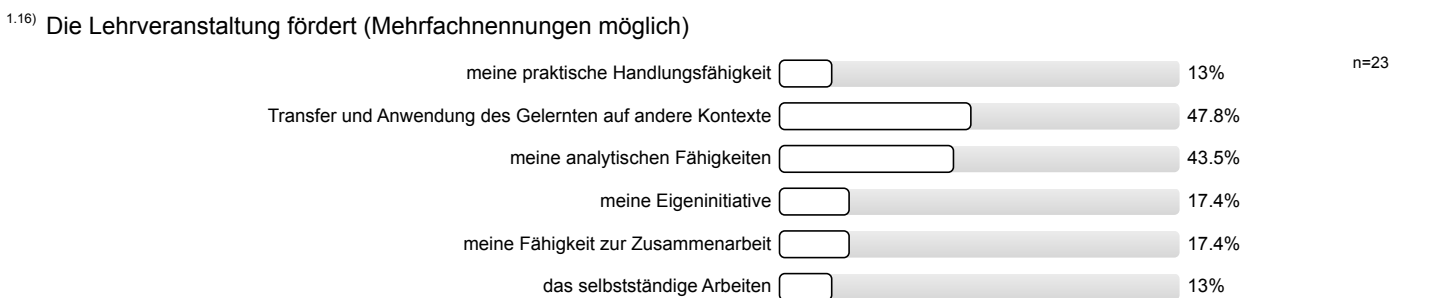 1.16) Die Lehrveranstaltung fördert (Mehrfachnennungen möglich)
n=23
meine praktische Handlungsfähigkeit 13%
Transfer und Anwendung des Gelernten auf andere Kontexte 47.8%
meine analytischen Fähigkeiten 43.5%
meine Eigeninitiative 17.4%
meine Fähigkeit zur Zusammenarbeit 17.4%
das selbstständige Arbeiten 13%